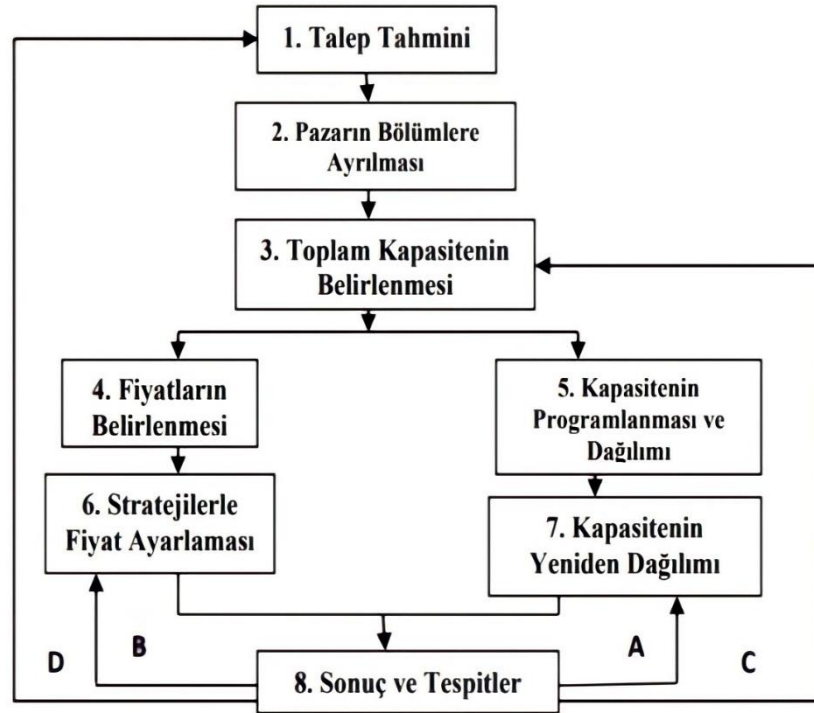 1. Talep Tahmini
2. Pazarın Bölümlere
Ayrılması
3. Toplam Kapasitenin
Belirlenmesi
4. Fiyatların
Belirlenmesi
5. Kapasitenin
Programlanması ve
Dağılımı
6. Stratejilerle
Fiyat Ayarlaması
7. Kapasitenin
Yeniden Dağılımı
D
B
A
C
8. Sonuç ve Tespitler